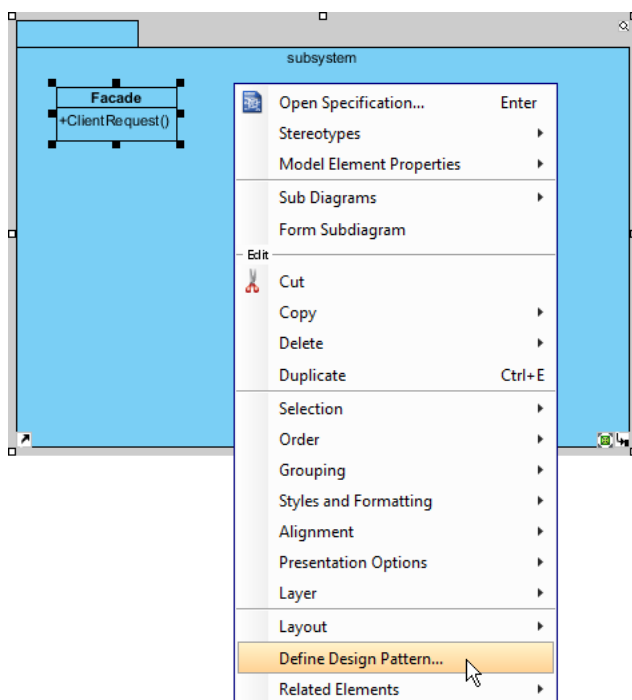 subsystem
Facade
+ClientRequest()
Open Specification... Enter
Stereotypes
Model Element Properties
Sub Diagrams
Form Subdiagram
Edit
Cut
Copy
Delete
Duplicate Ctrl+E
Selection
Order
Grouping
Styles and Formatting
Alignment
Presentation Options
Layer
Layout
Define Design Pattern...
Related Elements